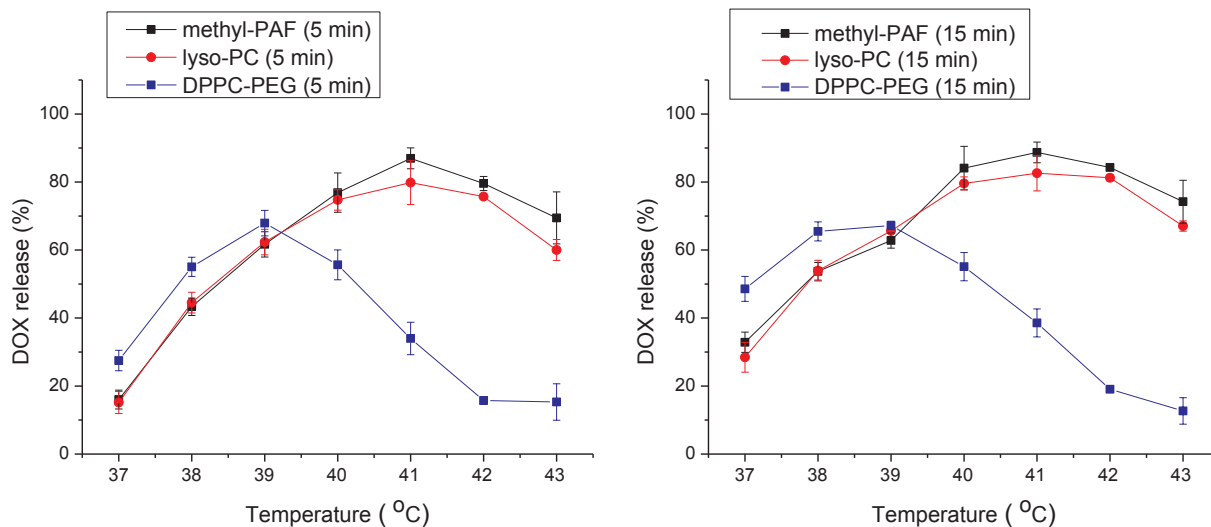 methyl-PAF (5 min)
lyso-PC (5 min)
DPPC-PEG (5 min)
100
80
60
40
20
0
DOX release (%)
37 38 39 40 41 42 43
Temperature ( °C)
methyl-PAF (15 min)
lyso-PC (15 min)
DPPC-PEG (15 min)
100
80
60
40
20
0
DOX release (%)
37 38 39 40 41 42 43
Temperature ( °C)